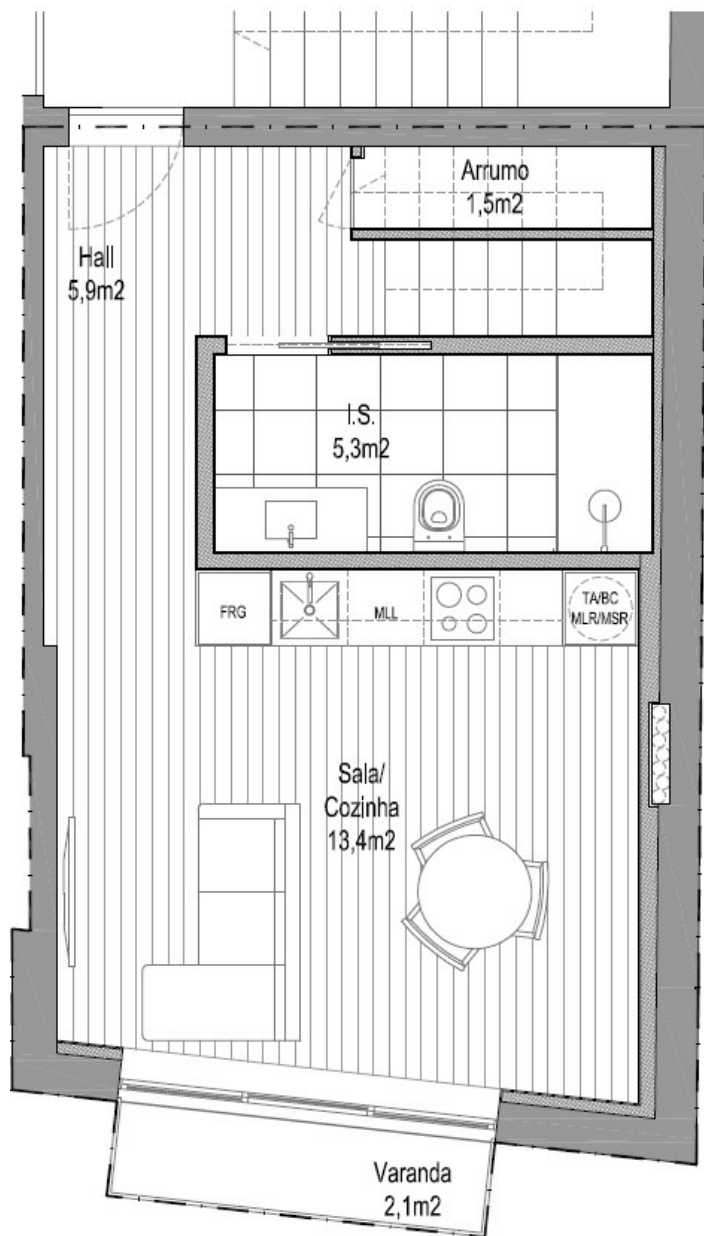 Arrumo
1,5m2
Hall
5,9m2
I.S.
5,3m2
FRG
MLL
TA/BC
MLR/MSR
Sala/
Cozinha
13,4m2
Varanda
2,1m2